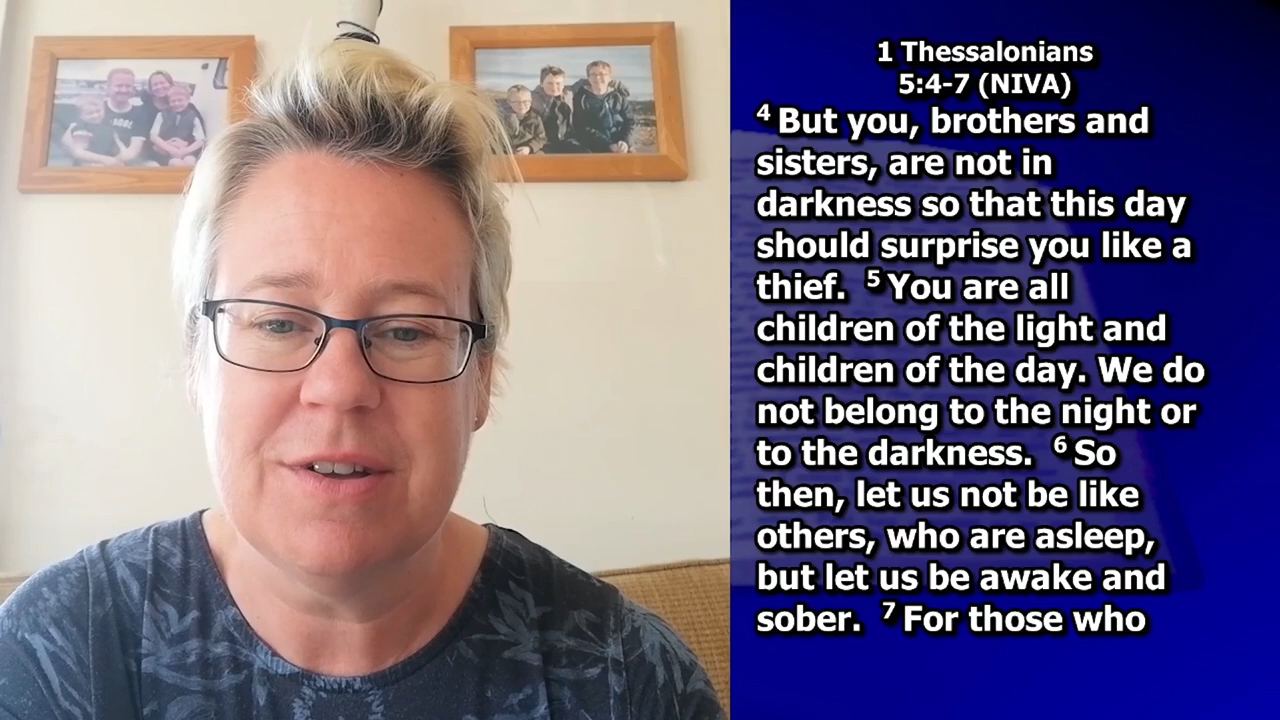 1 Thessalonians
5:4-7 (NIVA)
4 But you, brothers and
sisters, are not in
darkness so that this day
should surprise you like a
thief. 5 You are all
children of the light and
children of the day. We do
not belong to the night or
to the darkness. 6 So
then, let us not be like
others, who are asleep,
but let us be awake and
sober. 7 For those who